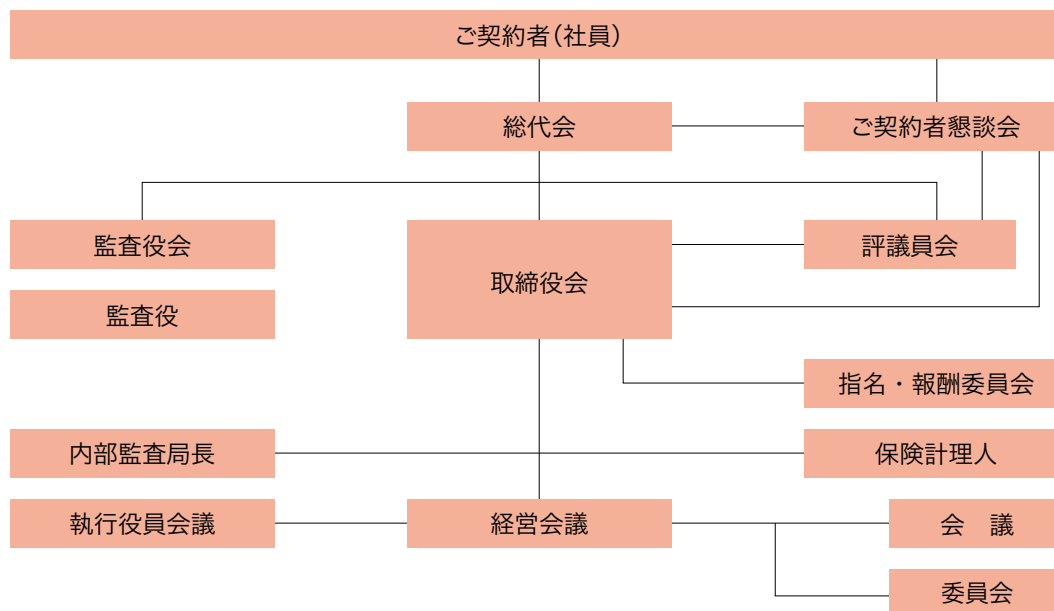 ご契約者(社員)
総代会
ご契約者懇談会
監査役会
取締役会
評議員会
監査役
指名・報酬委員会
内部監査局長
保険計理人
執行役員会議
経営会議
会　議
委員会